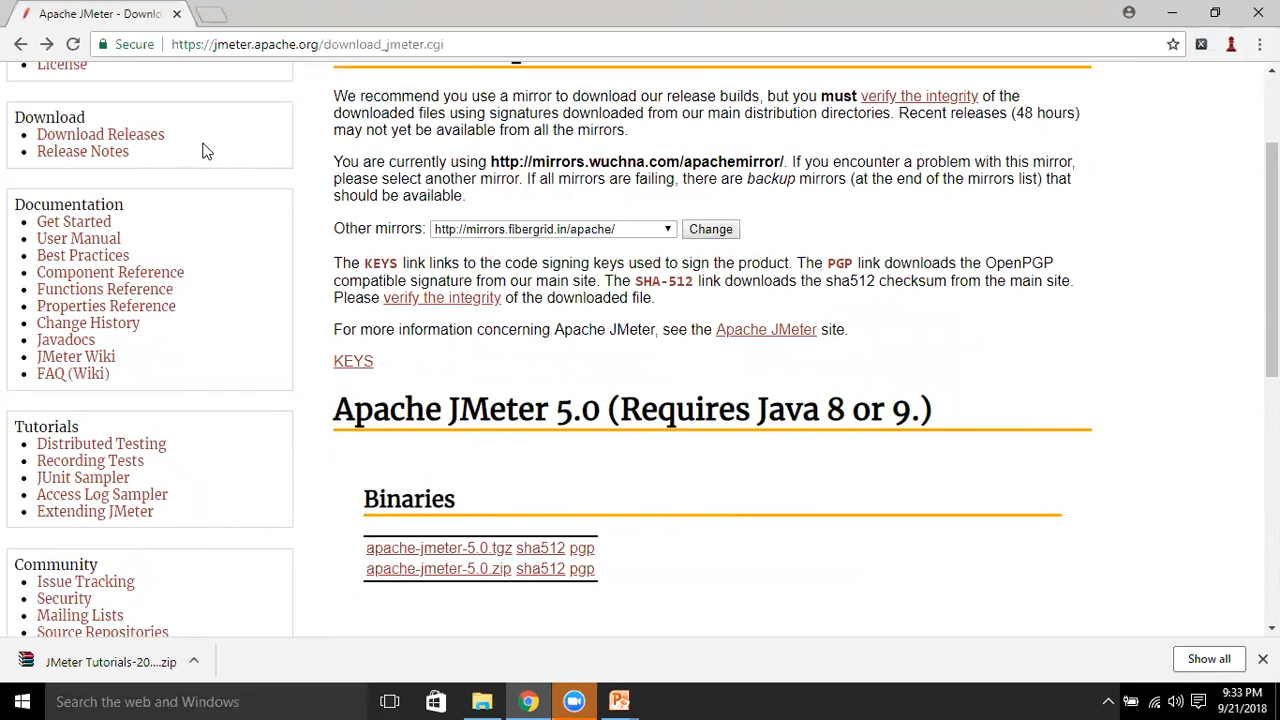 Apache JMeter - Downlo
Secure
https://jmeter.apache.org/download_jmeter.cgi
License
Download
Download Releases
Release Notes
Documentation
Get Started
User Manual
Best Practices
Component Reference
Functions Reference
Properties Reference
Change History
Javadocs
JMeter Wiki
FAQ (Wiki)
Tutorials
Distributed Testing
Recording Tests
JUnit Sampler
Access Log Sampler
Extending JMeter
Community
Issue Tracking
Security
Mailing Lists
Source Repositories
We recommend you use a mirror to download our release builds, but you must verify the integrity of the
downloaded files using signatures downloaded from our main distribution directories. Recent releases (48 hours)
may not yet be available from all the mirrors.
You are currently using http://mirrors.wuchna.com/apachemirror/. If you encounter a problem with this mirror,
please select another mirror. If all mirrors are failing, there are backup mirrors (at the end of the mirrors list) that
should be available.
Other mirrors: http://mirrors.fibergrid.in/apache/ Change
The KEYS link links to the code signing keys used to sign the product. The PGP link downloads the OpenPGP
compatible signature from our main site. The SHA-512 link downloads the sha512 checksum from the main site.
Please verify the integrity of the downloaded file.
For more information concerning Apache JMeter, see the Apache JMeter site.
KEYS
Apache JMeter 5.0 (Requires Java 8 or 9.)
Binaries
apache-jmeter-5.0.tgz sha512 pgp
apache-jmeter-5.0.zip sha512 pgp
JMeter Tutorials-20....zip
Show all
Search the web and Windows
9:33 PM
9/21/2018